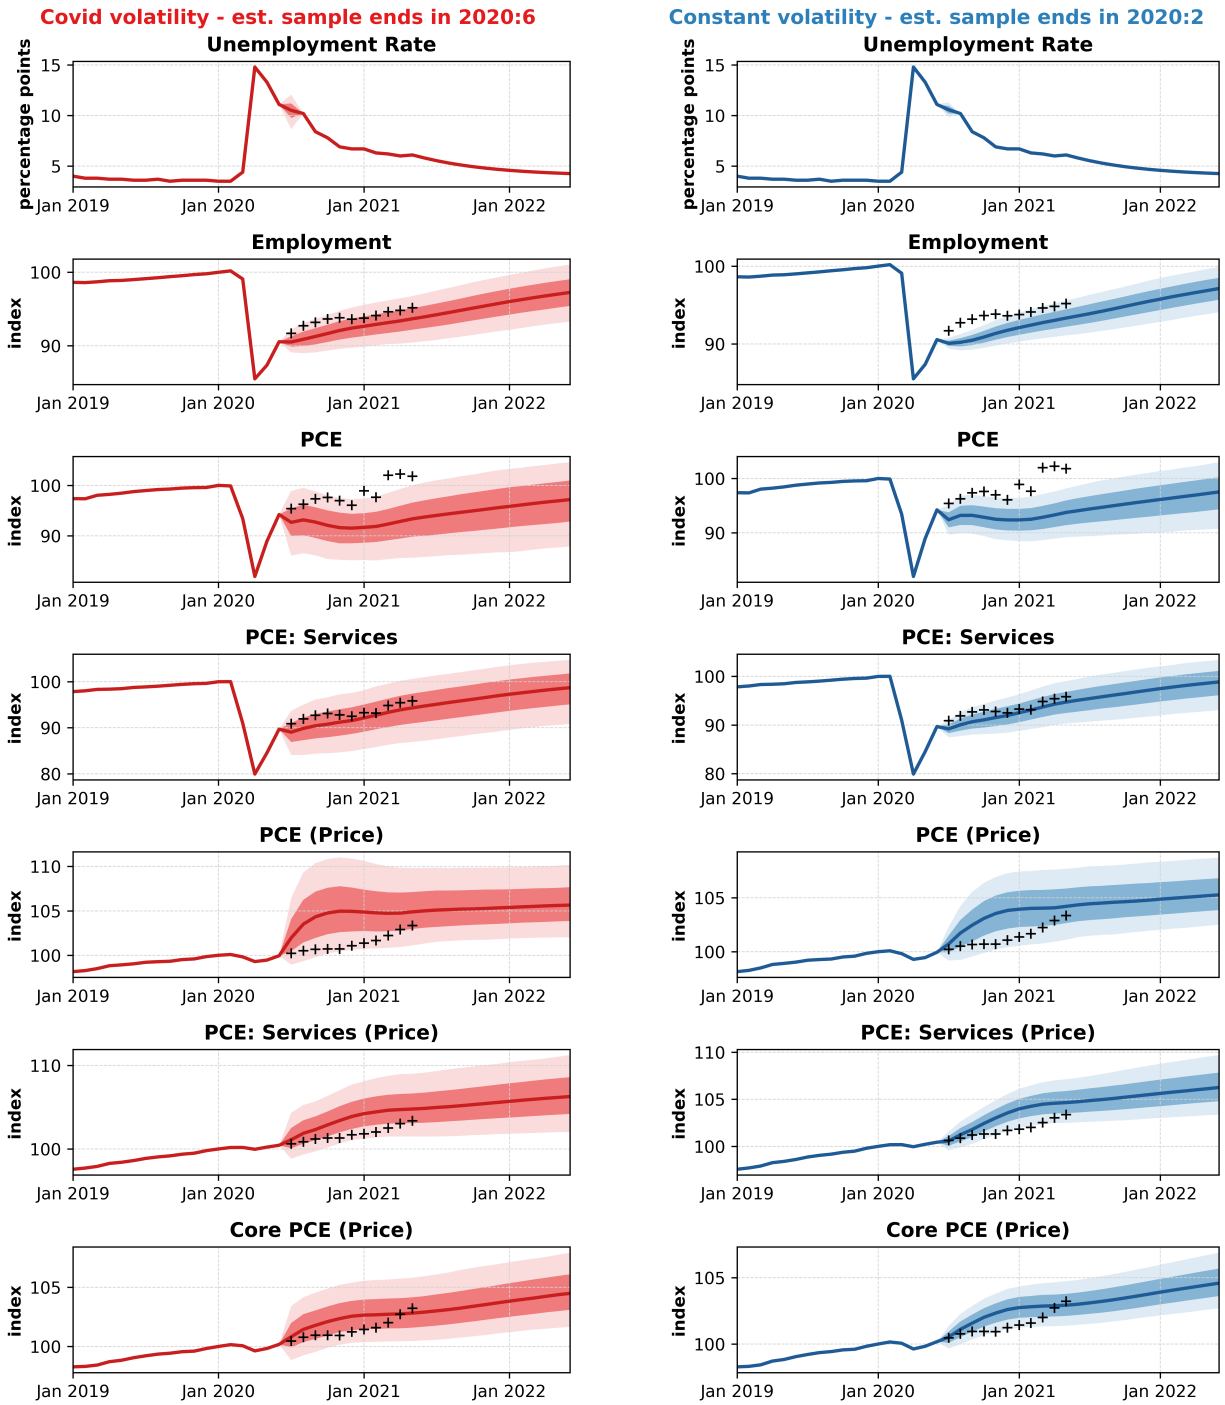 Covid volatility - est. sample ends in 2020:6
Constant volatility - est. sample ends in 2020:2
Unemployment Rate
percentage points
15
10
5
Jan 2019 Jan 2020 Jan 2021 Jan 2022
Unemployment Rate
percentage points
15
10
5
Jan 2019 Jan 2020 Jan 2021 Jan 2022
Employment
index
100
90
Jan 2019 Jan 2020 Jan 2021 Jan 2022
Employment
index
100
90
Jan 2019 Jan 2020 Jan 2021 Jan 2022
PCE
index
100
90
Jan 2019 Jan 2020 Jan 2021 Jan 2022
PCE
index
100
90
Jan 2019 Jan 2020 Jan 2021 Jan 2022
PCE: Services
index
100
90
80
Jan 2019 Jan 2020 Jan 2021 Jan 2022
PCE: Services
index
100
90
80
Jan 2019 Jan 2020 Jan 2021 Jan 2022
PCE (Price)
index
110
105
100
Jan 2019 Jan 2020 Jan 2021 Jan 2022
PCE (Price)
index
105
100
Jan 2019 Jan 2020 Jan 2021 Jan 2022
PCE: Services (Price)
index
110
100
Jan 2019 Jan 2020 Jan 2021 Jan 2022
PCE: Services (Price)
index
110
105
100
Jan 2019 Jan 2020 Jan 2021 Jan 2022
Core PCE (Price)
index
105
100
Jan 2019 Jan 2020 Jan 2021 Jan 2022
Core PCE (Price)
index
105
100
Jan 2019 Jan 2020 Jan 2021 Jan 2022